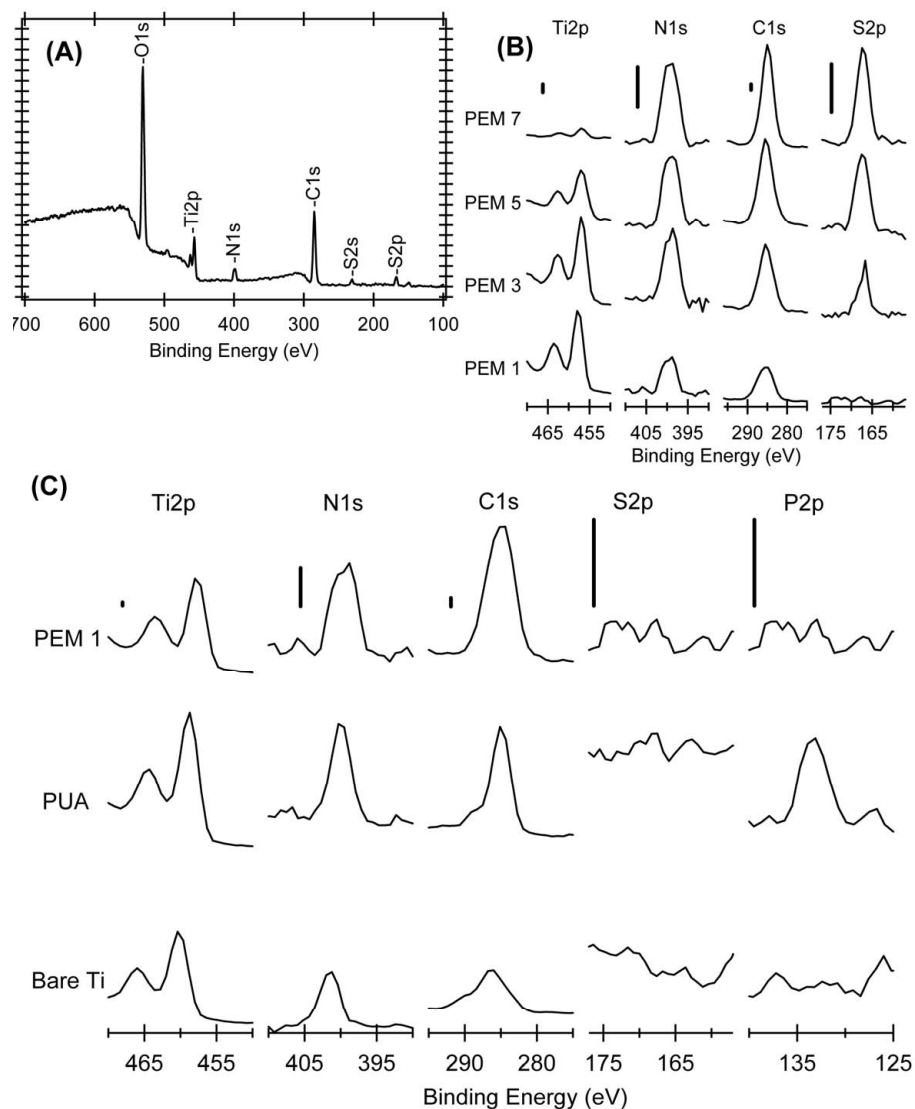 (A)
-O1s
-Ti2p
-N1s
-C1s
-S2s
-S2p
700 600 500 400 300 200 100
Binding Energy (eV)
(B)
Ti2p N1s C1s S2p
PEM 7
PEM 5
PEM 3
PEM 1
465 455 405 395 290 280 175 165
Binding Energy (eV)
(C)
Ti2p N1s C1s S2p P2p
PEM 1
PUA
Bare Ti
465 455 405 395 290 280 175 165 135 125
Binding Energy (eV)